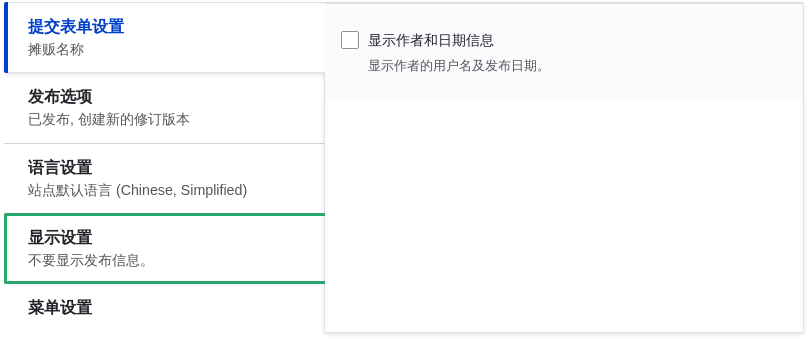 提交表单设置
摊贩名称
发布选项
已发布, 创建新的修订版本
语言设置
站点默认语言 (Chinese, Simplified)
显示设置
不要显示发布信息。
菜单设置
显示作者和日期信息
显示作者的用户名及发布日期。